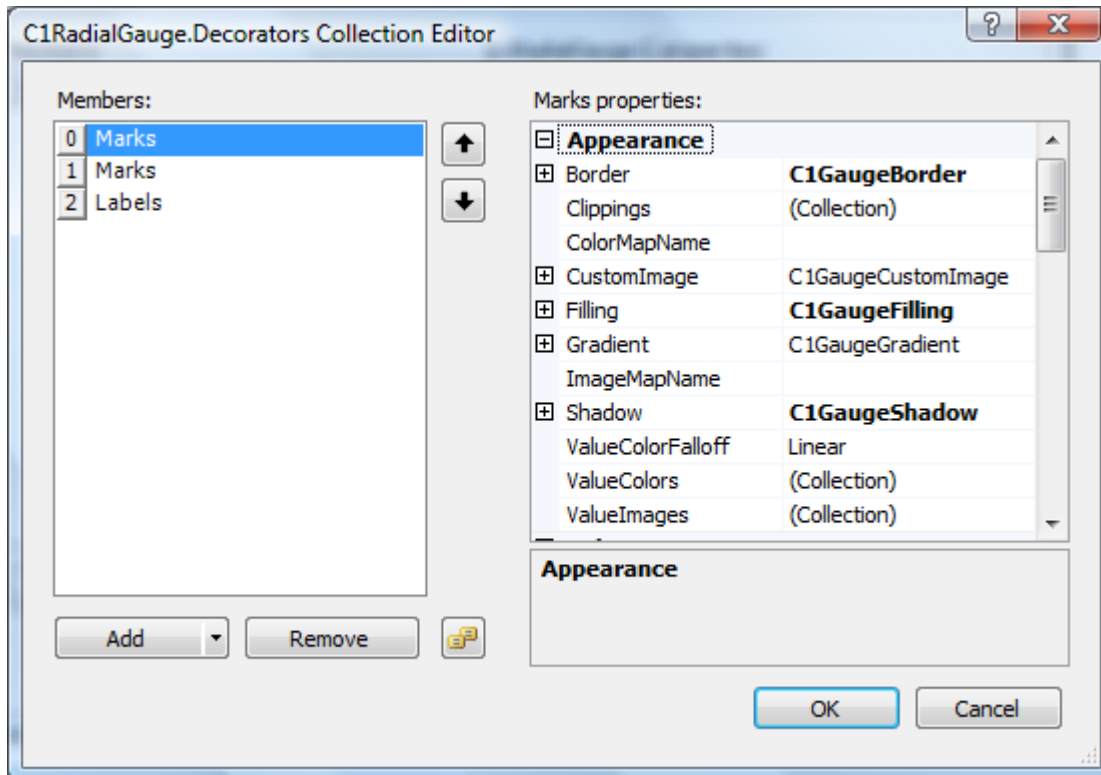 C1RadialGauge.Decorators Collection Editor
Members:
0 Marks
1 Marks
2 Labels
Add
Remove
Marks properties:
Appearance
Border C1GaugeBorder
Clippings (Collection)
ColorMapName
CustomImage C1GaugeCustomImage
Filling C1GaugeFilling
Gradient C1GaugeGradient
ImageMapName
Shadow C1GaugeShadow
ValueColorFalloff Linear
ValueColors (Collection)
ValueImages (Collection)
Appearance
OK
Cancel